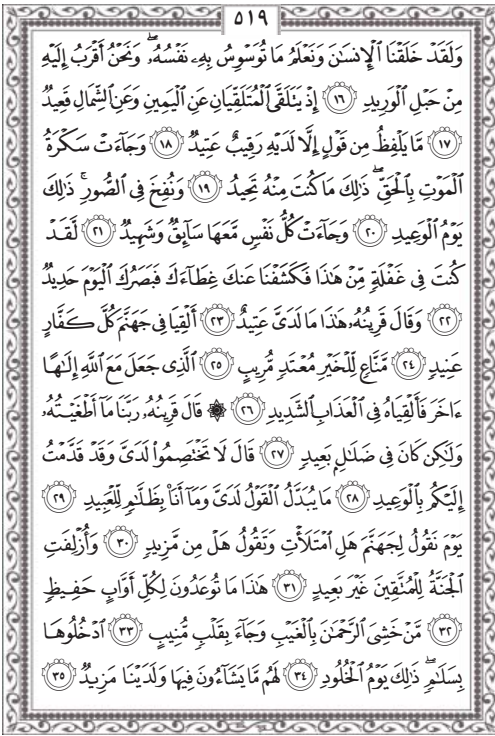 ٥١٩
وَلَقَدْ خَلَقْنَا ٱلْإِنسَٰنَ وَنَعْلَمُ مَا تُوَسْوِسُ بِهِۦ نَفْسُهُۥ ۖ وَنَحْنُ أَقْرَبُ إِلَيْهِ
مِنْ حَبْلِ ٱلْوَرِيدِ ١٦ إِذْ يَتَلَقَّى ٱلْمُتَلَقِّيَانِ عَنِ ٱلْيَمِينِ وَعَنِ ٱلشِّمَالِ قَعِيدٌ
١٧ مَّا يَلْفِظُ مِن قَوْلٍ إِلَّا لَدَيْهِ رَقِيبٌ عَتِيدٌ ١٨ وَجَآءَتْ سَكْرَةُ
ٱلْمَوْتِ بِٱلْحَقِّ ۖ ذَٰلِكَ مَا كُنتَ مِنْهُ تَحِيدُ ١٩ وَنُفِخَ فِى ٱلصُّورِ ۚ ذَٰلِكَ
يَوْمُ ٱلْوَعِيدِ ٢٠ وَجَآءَتْ كُلُّ نَفْسٍ مَّعَهَا سَآئِقٌ وَشَهِيدٌ ٢١ لَّقَدْ
كُنتَ فِى غَفْلَةٍ مِّنْ هَٰذَا فَكَشَفْنَا عَنكَ غِطَآءَكَ فَبَصَرُكَ ٱلْيَوْمَ حَدِيدٌ
٢٢ وَقَالَ قَرِينُهُۥ هَٰذَا مَا لَدَىَّ عَتِيدٌ ٢٣ أَلْقِيَا فِى جَهَنَّمَ كُلَّ كَفَّارٍ
عَنِيدٍ ٢٤ مَّنَّاعٍ لِّلْخَيْرِ مُعْتَدٍ مُّرِيبٍ ٢٥ ٱلَّذِى جَعَلَ مَعَ ٱللَّهِ إِلَٰهًا
ءَاخَرَ فَأَلْقِيَاهُ فِى ٱلْعَذَابِ ٱلشَّدِيدِ ٢٦ ۞ قَالَ قَرِينُهُۥ رَبَّنَا مَآ أَطْغَيْتُهُۥ
وَلَٰكِن كَانَ فِى ضَلَٰلٍۭ بَعِيدٍ ٢٧ قَالَ لَا تَخْتَصِمُوا۟ لَدَىَّ وَقَدْ قَدَّمْتُ
إِلَيْكُم بِٱلْوَعِيدِ ٢٨ مَا يُبَدَّلُ ٱلْقَوْلُ لَدَىَّ وَمَآ أَنَا۠ بِظَلَّٰمٍ لِّلْعَبِيدِ ٢٩
يَوْمَ نَقُولُ لِجَهَنَّمَ هَلِ ٱمْتَلَأْتِ وَتَقُولُ هَلْ مِن مَّزِيدٍ ٣٠ وَأُزْلِفَتِ
ٱلْجَنَّةُ لِلْمُتَّقِينَ غَيْرَ بَعِيدٍ ٣١ هَٰذَا مَا تُوعَدُونَ لِكُلِّ أَوَّابٍ حَفِيظٍ
٣٢ مَّنْ خَشِىَ ٱلرَّحْمَٰنَ بِٱلْغَيْبِ وَجَآءَ بِقَلْبٍ مُّنِيبٍ ٣٣ ٱدْخُلُوهَا
بِسَلَٰمٍ ۖ ذَٰلِكَ يَوْمُ ٱلْخُلُودِ ٣٤ لَهُم مَّا يَشَآءُونَ فِيهَا وَلَدَيْنَا مَزِيدٌ ٣٥